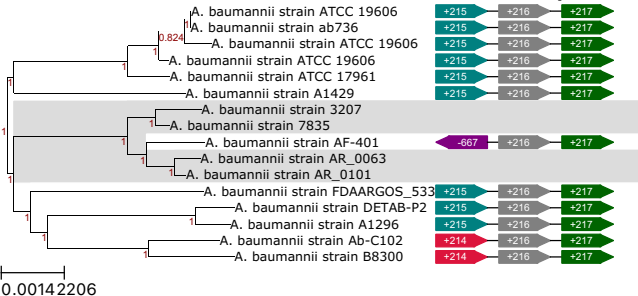 A. baumannii strain ATCC 19606 +215 +216 +217
A. baumannii strain ab736 +215 +216 +217
0.824 A. baumannii strain ATCC 19606 +215 +216 +217
1 A. baumannii strain ATCC 19606 +215 +216 +217
1 A. baumannii strain ATCC 17961 +215 +216 +217
1 A. baumannii strain A1429 +215 +216 +217
1 A. baumannii strain 3207
1 1 A. baumannii strain 7835
A. baumannii strain AF-401 -667 +216 +217
1 A. baumannii strain AR_0063
1 1 A. baumannii strain AR_0101
A. baumannii strain FDAARGOS_533 +215 +216 +217
A. baumannii strain DETAB-P2 +215 +216 +217
1 1 A. baumannii strain A1296 +215 +216 +217
A. baumannii strain Ab-C102 +214 +216 +217
1 1 A. baumannii strain B8300 +214 +216 +217
0.00142206